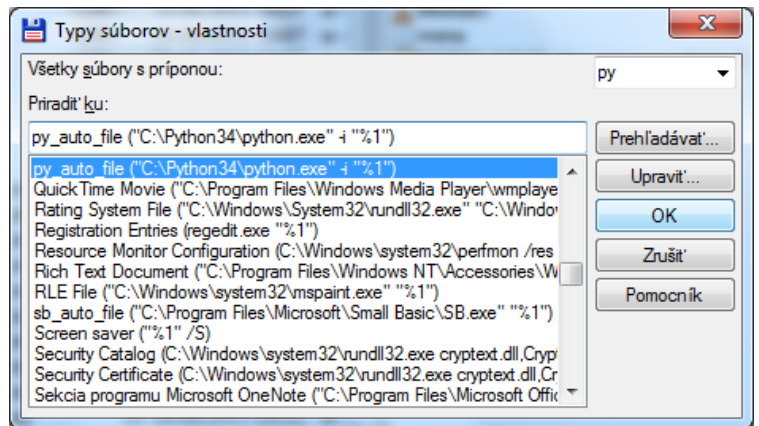 Typy súborov - vlastnosti
Všetky súbory s príponou:
py
Priradiť ku:
py_auto_file ("C:\Python34\python.exe" -i "%1")
Prehľadávať...
py_auto_file ("C:\Python34\python.exe" -i "%1")
Upraviť...
QuickTime Movie ("C:\Program Files\Windows Media Player\wmplaye
Rating System File ("C:\Windows\System32\rundll32.exe" "C:\Window
OK
Registration Entries (regedit.exe "%1")
Resource Monitor Configuration (C:\Windows\system32\perfmon /res
Zrušiť
Rich Text Document ("C:\Program Files\Windows NT\Accessories\W
RLE File ("C:\Windows\system32\mspaint.exe" "%1")
Pomocník
sb_auto_file ("C:\Program Files\Microsoft\Small Basic\SB.exe" "%1")
Screen saver ("%1" /S)
Security Catalog (C:\Windows\system32\rundll32.exe cryptext.dll,Crypt
Security Certificate (C:\Windows\system32\rundll32.exe cryptext.dll,Cr
Sekcia programu Microsoft OneNote ("C:\Program Files\Microsoft Offic